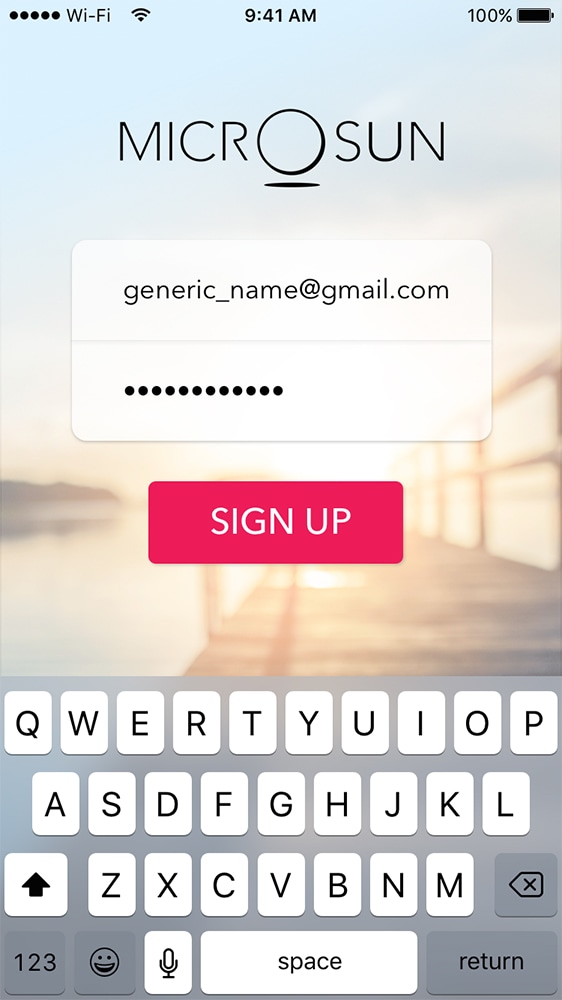 ●●●●● Wi-Fi 9:41 AM 100%
MICROSUN
generic_name@gmail.com
●●●●●●●●●●●●
SIGN UP
Q W E R T Y U I O P
A S D F G H J K L
Z X C V B N M
123 space return